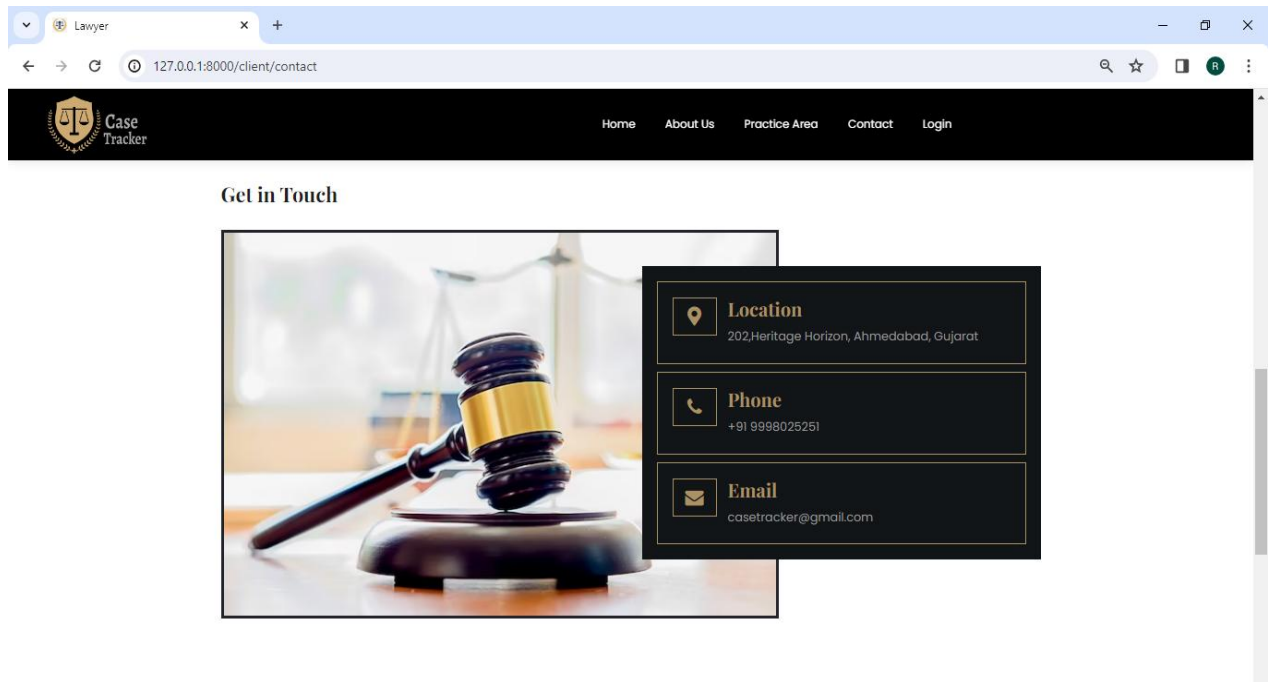 Lawyer
127.0.0.1:8000/client/contact
R
Case
Tracker
Home About Us Practice Area Contact Login
Get in Touch
Location
202,Heritage Horizon, Ahmedabad, Gujarat
Phone
+91 9998025251
Email
casetracker@gmail.com